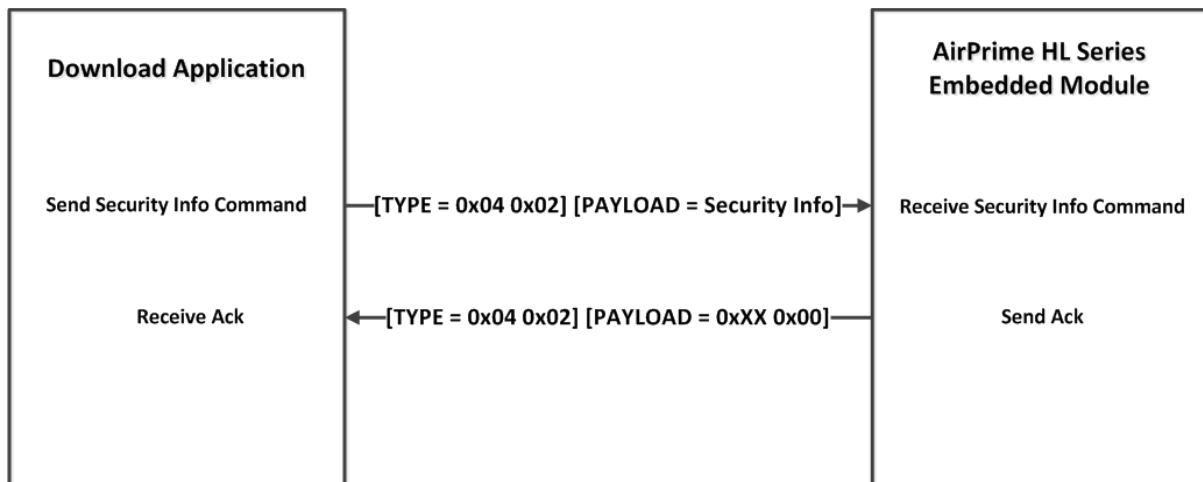 Download Application
AirPrime HL Series
Embedded Module
Send Security Info Command
[TYPE = 0x04 0x02] [PAYLOAD = Security Info]
Receive Security Info Command
Receive Ack
[TYPE = 0x04 0x02] [PAYLOAD = 0xXX 0x00]
Send Ack